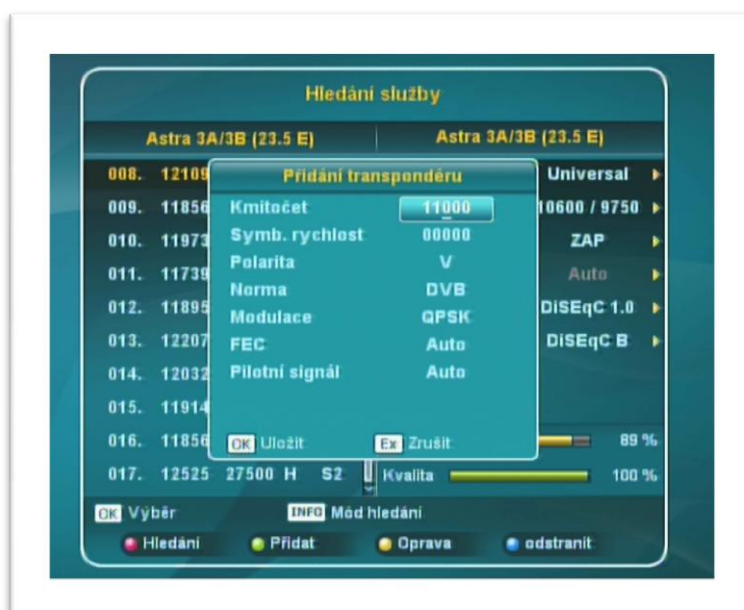 Hledání služby
Astra 3A/3B (23.5 E) Astra 3A/3B (23.5 E)
008. 12109 Universal
009. 11856 10600 / 9750
010. 11973 ZAP
011. 11739 Auto
012. 11895 DiSEqC 1.0
013. 12207 DiSEqC B
014. 12032
015. 11914
016. 11856 89 %
017. 12525 27500 H S2 Kvalita 100 %
Přidání transpondéru
Kmitočet 11000
Symb. rychlost 00000
Polarita V
Norma DVB
Modulace QPSK
FEC Auto
Pilotní signál Auto
OK Uložit Ex Zrušit
OK Výběr INFO Mód hledání
Hledání Přidat Oprava odstranit